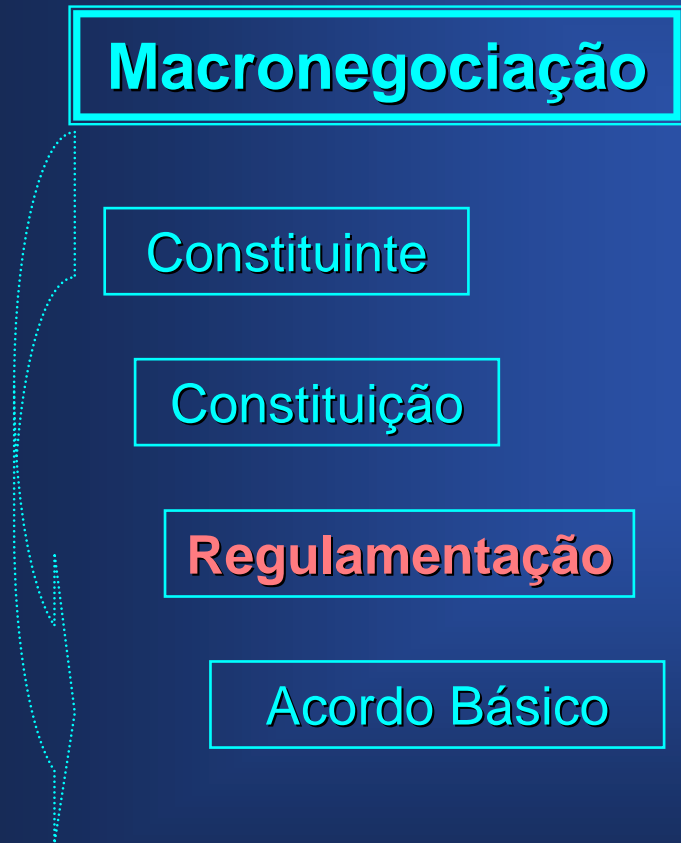 Macronegociação
Constituinte
Constituição
Regulamentação
Acordo Básico